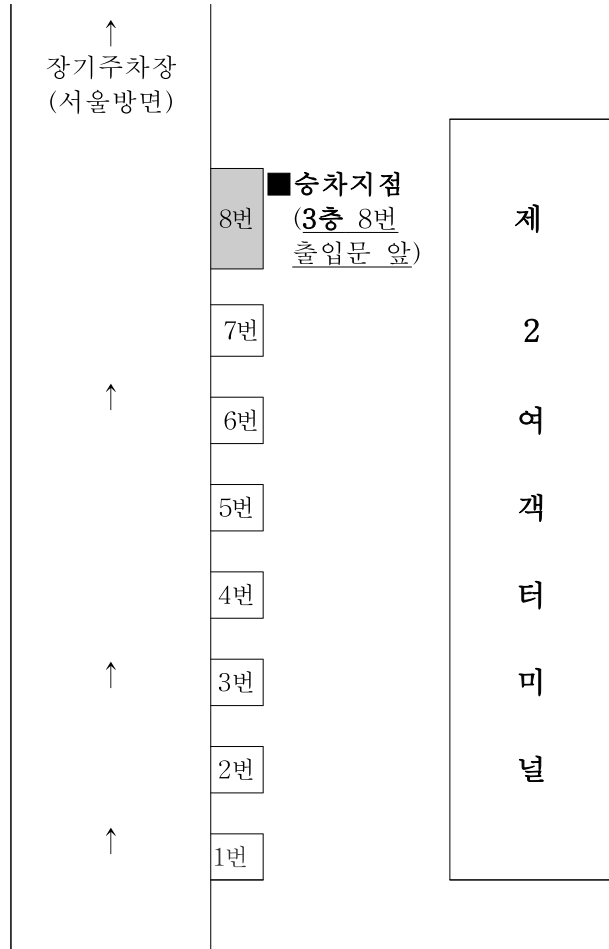 ↑
장기주차장
(서울방면)
■승차지점
(3층 8번
출입문 앞)
8번
7번
↑
6번
5번
4번
↑
3번
2번
↑
1번
제
2
여
객
터
미
널